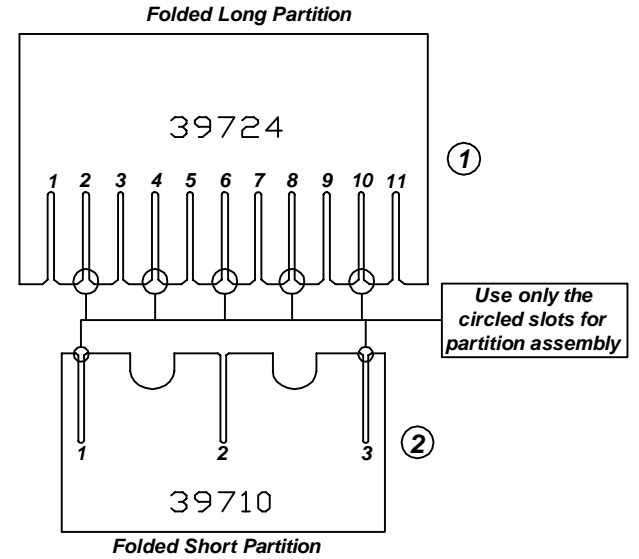 Folded Long Partition
39724
1
1 2 3 4 5 6 7 8 9 10 11
Use only the
circled slots for
partition assembly
1 2 3
2
39710
Folded Short Partition